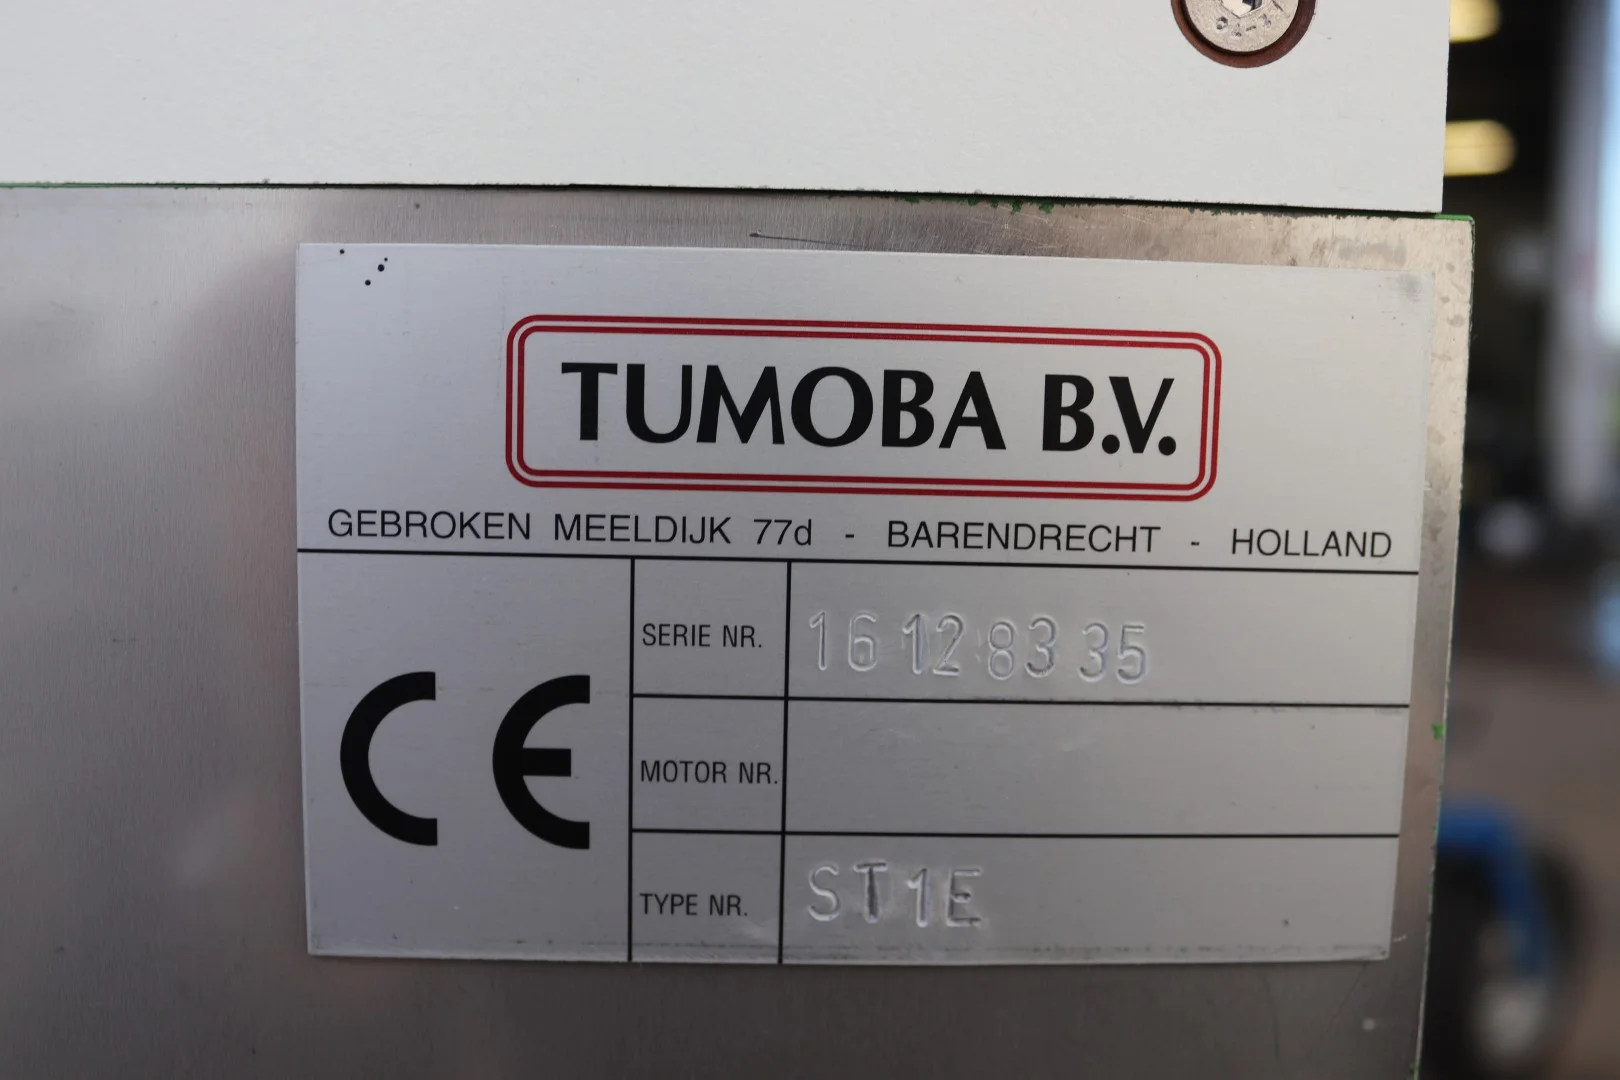 TUMOBA B.V.
GEBROKEN MEELDIJK 77d - BARENDRECHT - HOLLAND
CE
SERIE NR. 16 12 83 35
MOTOR NR.
TYPE NR. ST1E